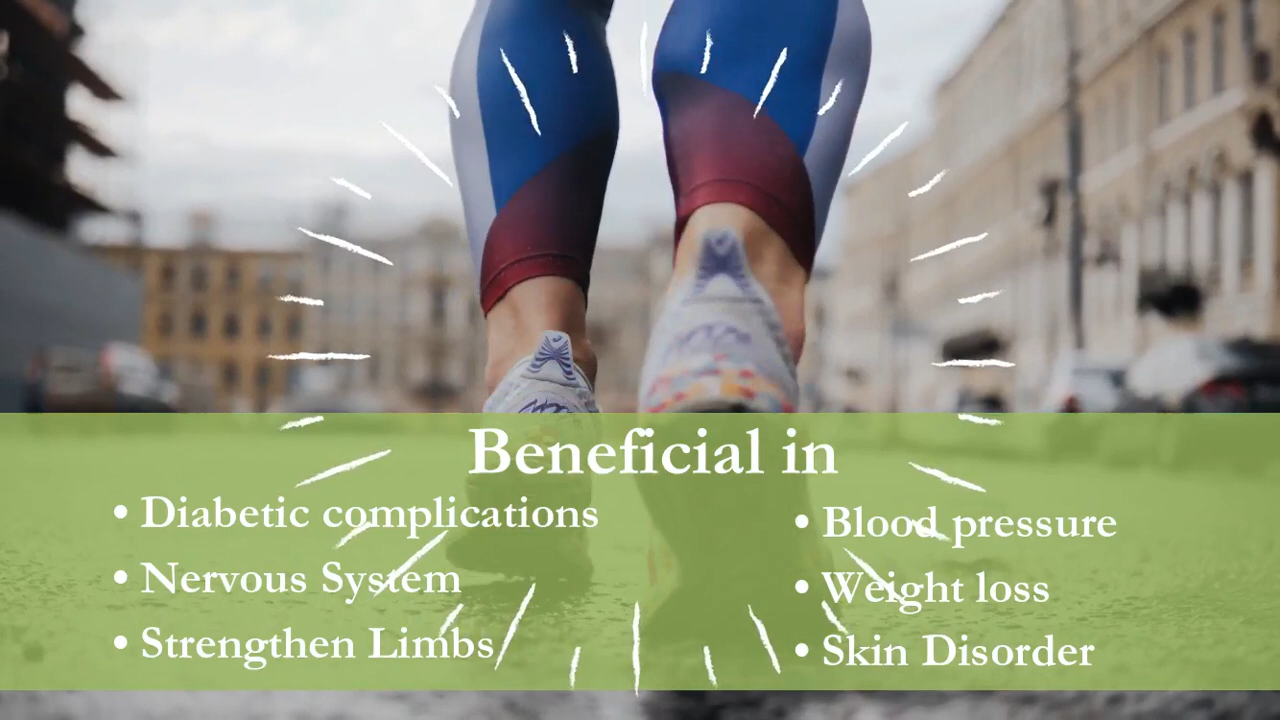 Beneficial in
• Diabetic complications
• Nervous System
• Strengthen Limbs
• Blood pressure
• Weight loss
• Skin Disorder